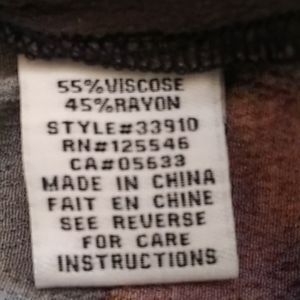 55%VISCOSE
45%RAYON
STYLE#33910
RN#125546
CA#05633
MADE IN CHINA
FAIT EN CHINE
SEE REVERSE
FOR CARE
INSTRUCTIONS